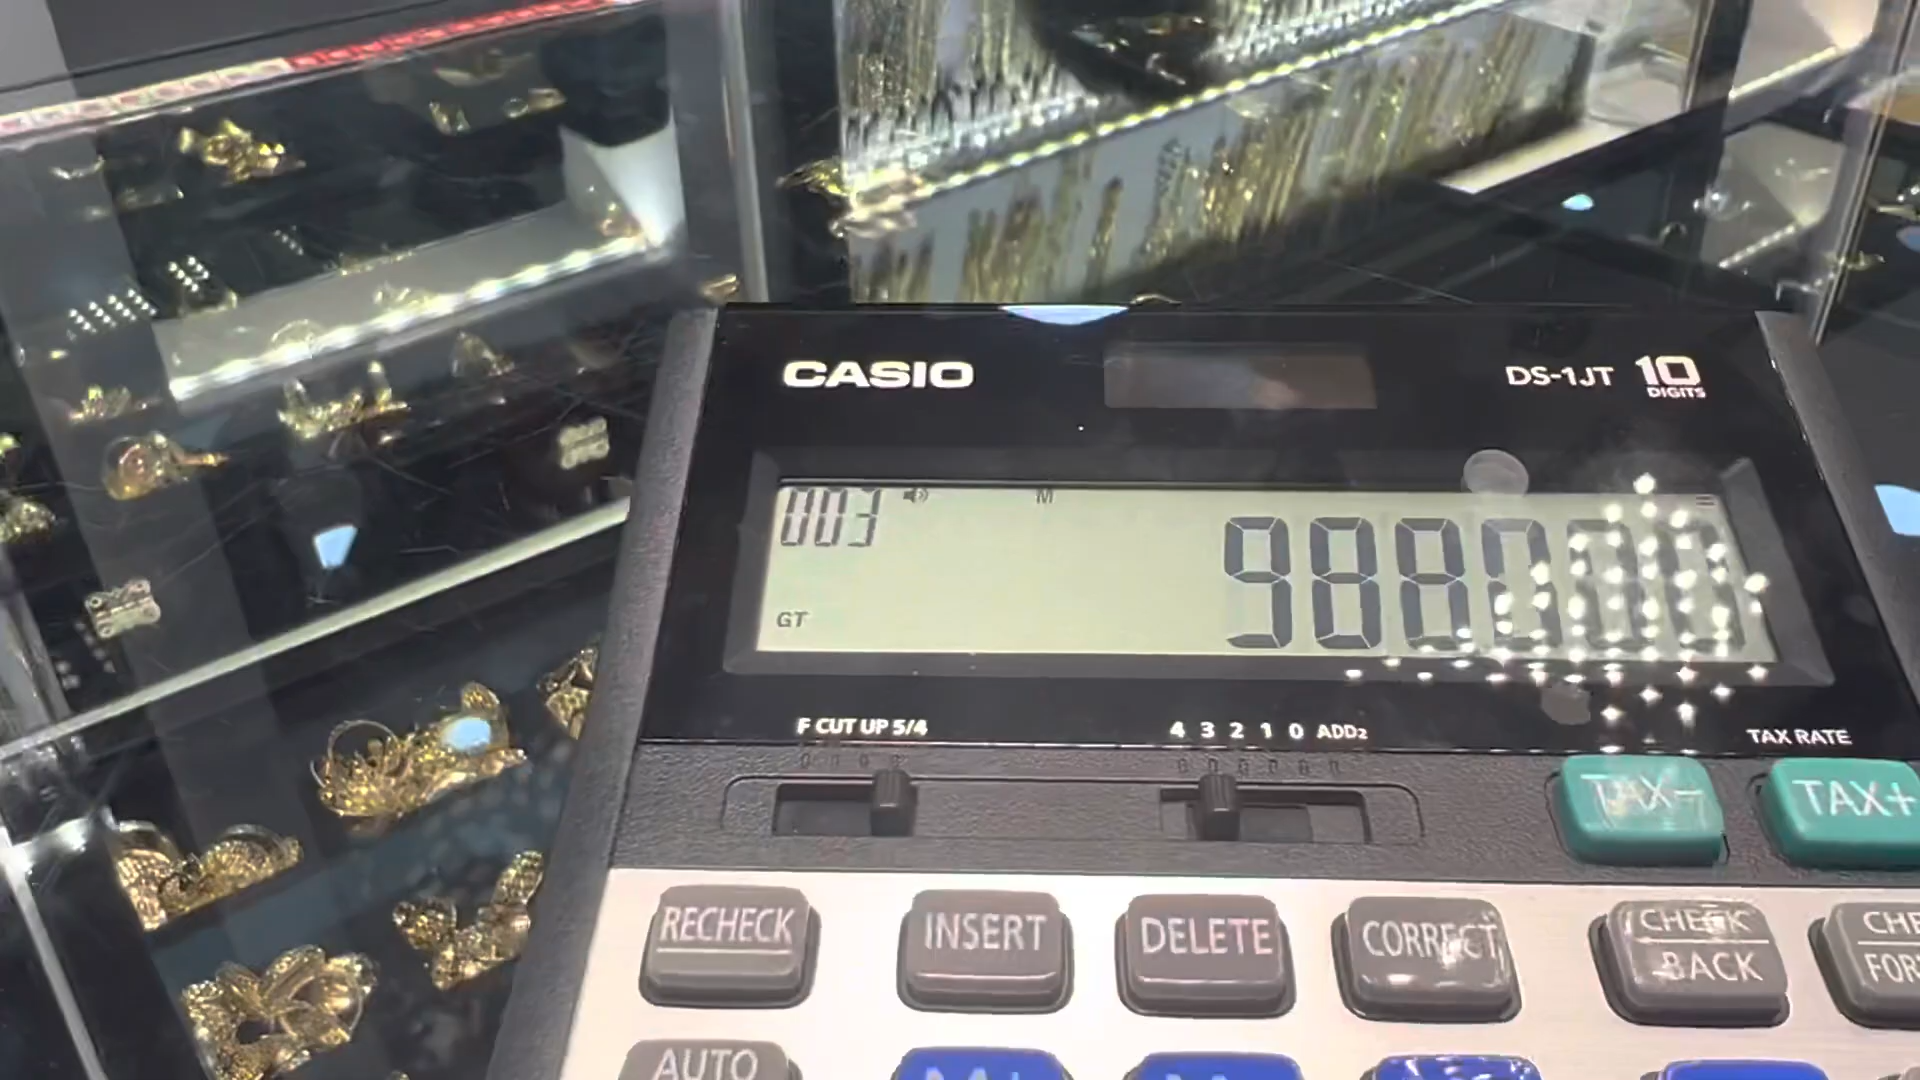 CASIO
DS-1JT 10
DIGITS
003 M =
9880000
GT
F CUT UP 5/4
4 3 2 1 0 ADD2
TAX RATE
TAX- TAX+
RECHECK INSERT DELETE CORRECT CHECK
BACK
AUTO